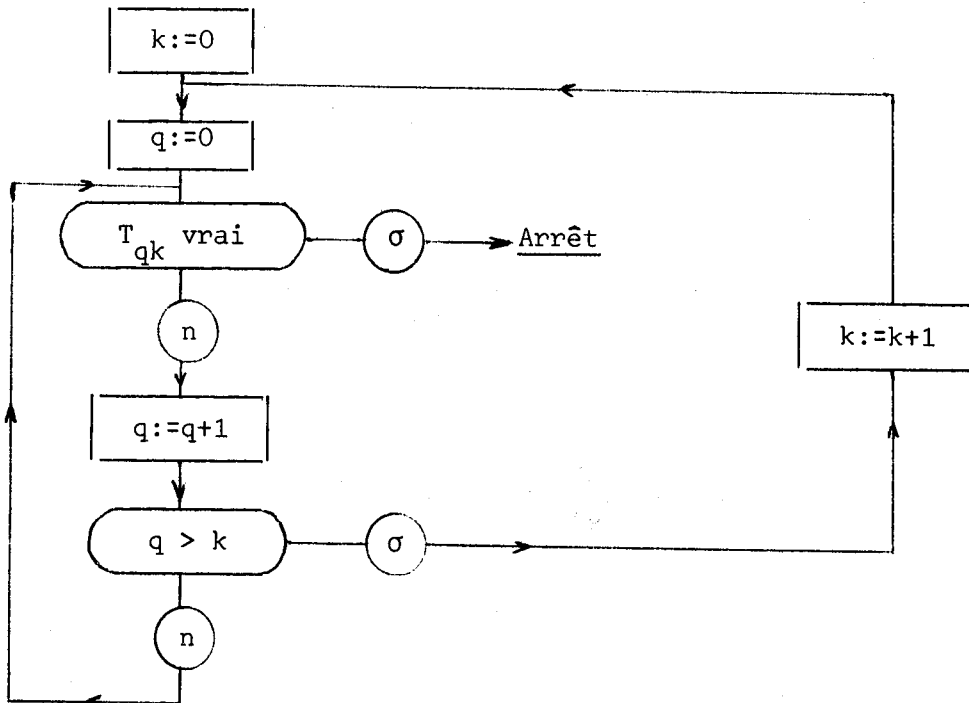 k:=0
q:=0
T_qk vrai
σ
Arrêt
n
k:=k+1
q:=q+1
q > k
σ
n